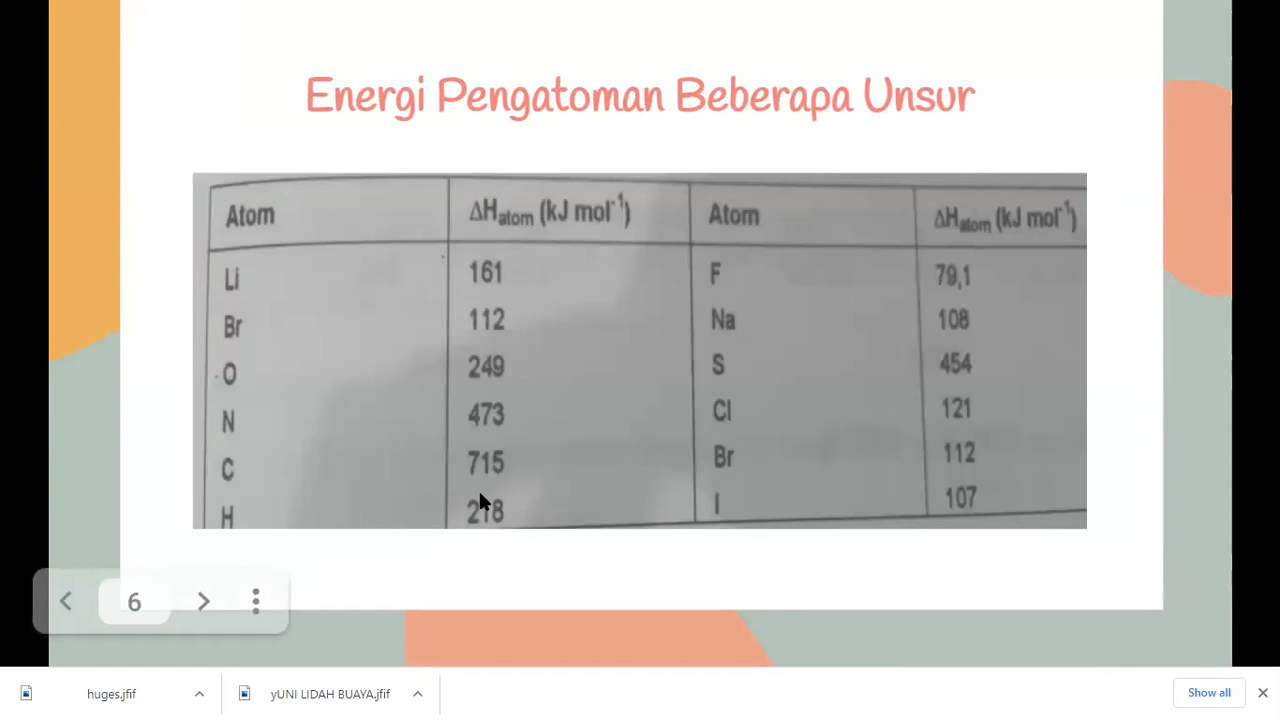 Energi Pengatoman Beberapa Unsur
Atom ΔHatom (kJ mol⁻¹) Atom ΔHatom (kJ mol⁻¹)
Li 161 F 79,1
Br 112 Na 108
O 249 S 454
N 473 Cl 121
C 715 Br 112
H 218 I 107
6
huges.jfif yUNI LIDAH BUAYA.jfif Show all